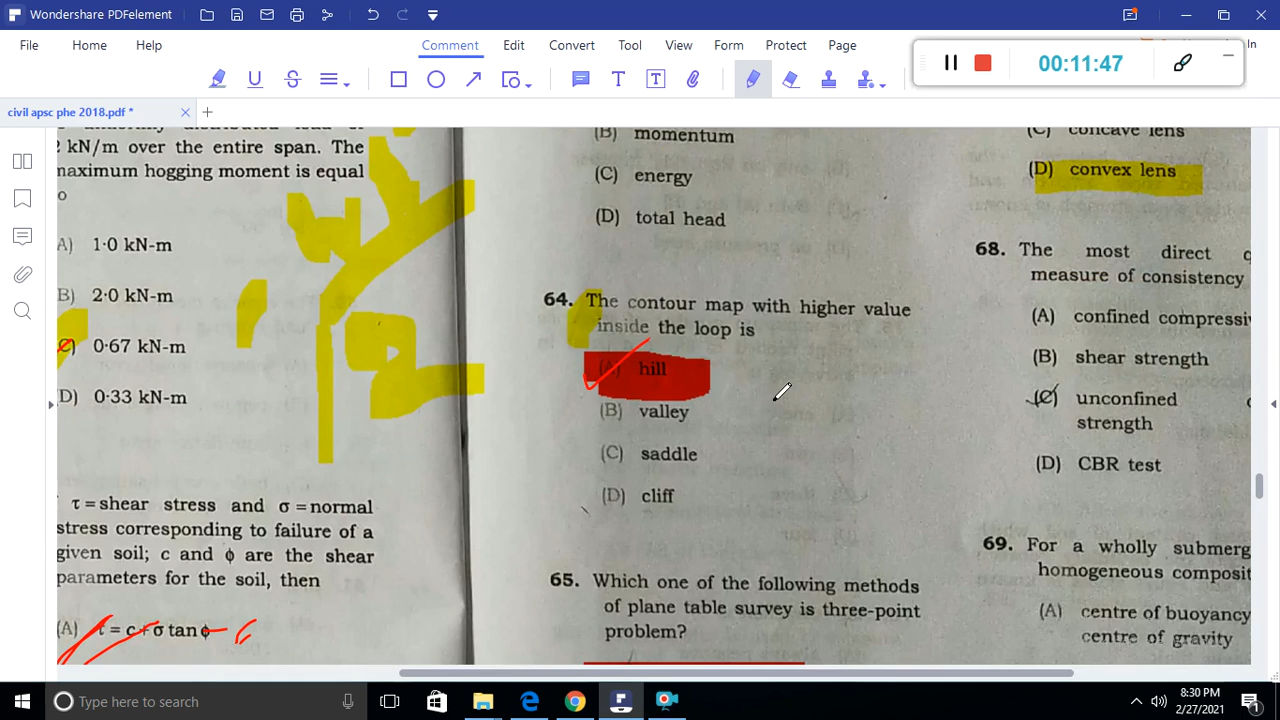 Wondershare PDFelement
File Home Help Comment Edit Convert Tool View Form Protect Page
00:11:47
civil apsc phe 2018.pdf *
uniformly distributed load of
2 kN/m over the entire span. The
maximum hogging moment is equal
A) 1·0 kN-m
B) 2·0 kN-m
C) 0·67 kN-m
D) 0·33 kN-m
τ = shear stress and σ = normal
stress corresponding to failure of a
given soil; c and ϕ are the shear
parameters for the soil, then
(A) τ = c + σ tan ϕ
(B) momentum
(C) energy
(D) total head
64. The contour map with higher value
inside the loop is
(A) hill
(B) valley
(C) saddle
(D) cliff
65. Which one of the following methods
of plane table survey is three-point
problem?
(C) concave lens
(D) convex lens
68. The most direct
measure of consistency
(A) confined
(B) shear strength
(C) unconfined
strength
(D) CBR test
69. For a wholly
(A) centre of buoyancy
centre of gravity
Type here to search
8:30 PM
2/27/2021